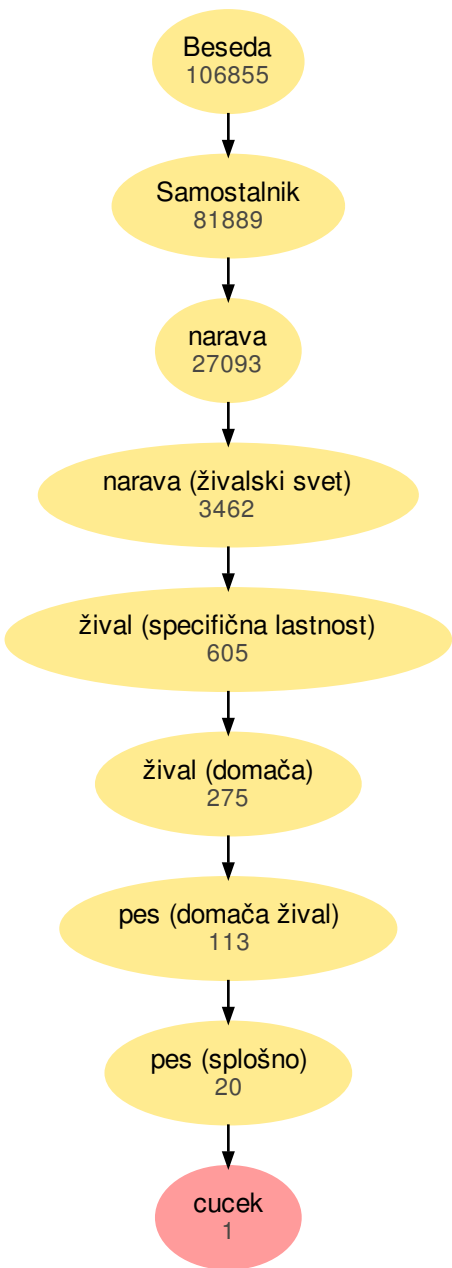 Beseda
106855
Samostalnik
81889
narava
27093
narava (živalski svet)
3462
žival (specifična lastnost)
605
žival (domača)
275
pes (domača žival)
113
pes (splošno)
20
cucek
1